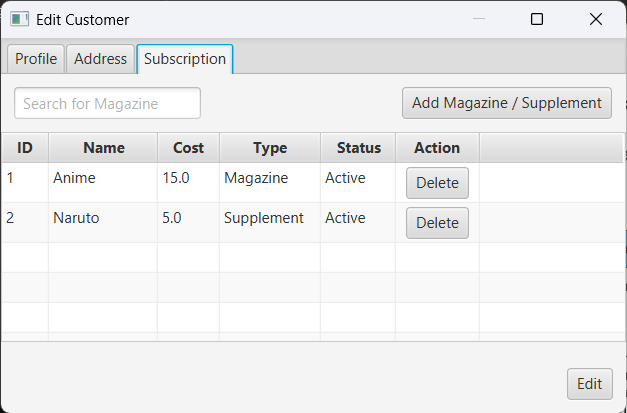 Edit Customer
Profile Address Subscription
Search for Magazine Add Magazine / Supplement
ID Name Cost Type Status Action
1 Anime 15.0 Magazine Active Delete
2 Naruto 5.0 Supplement Active Delete
Edit